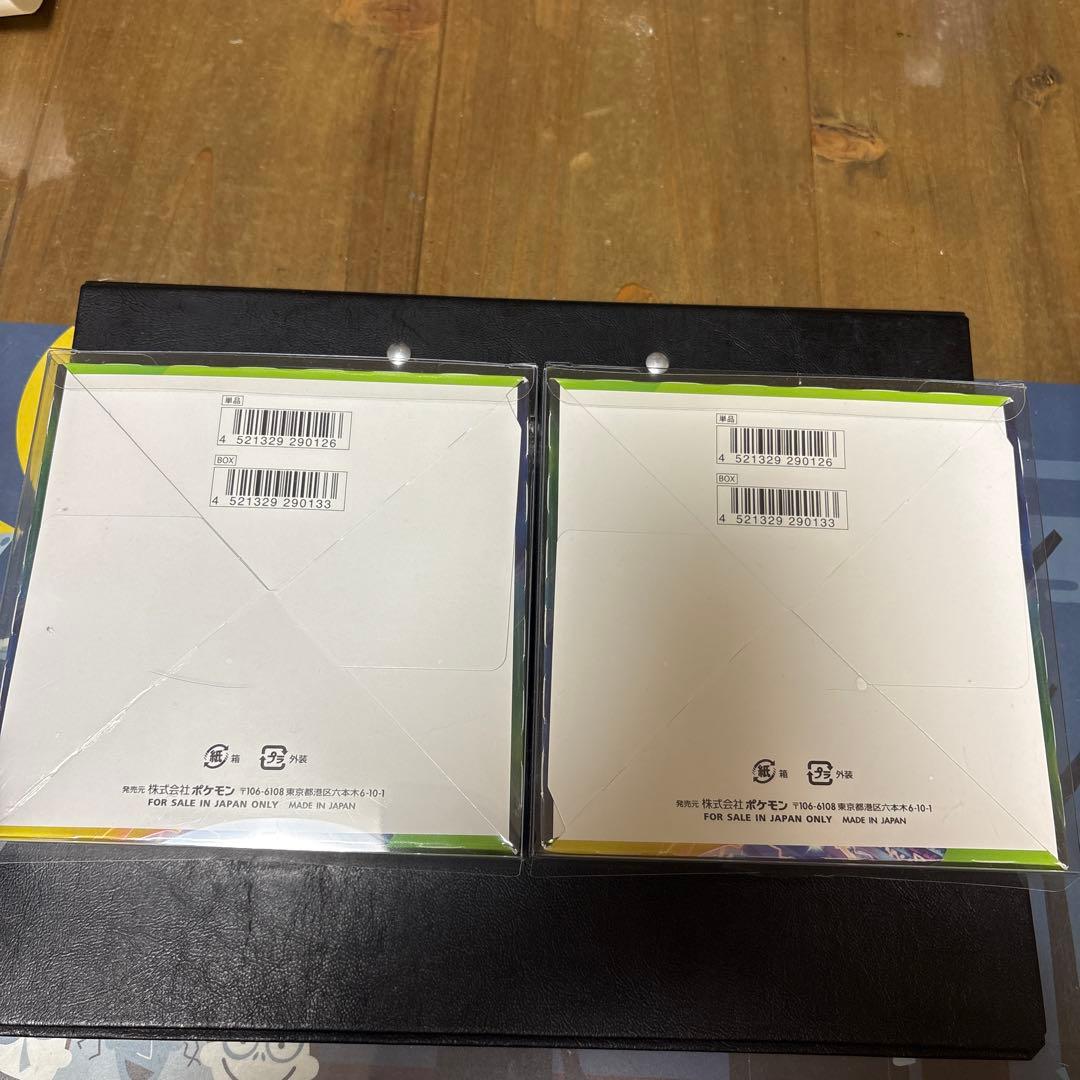 単品
4 521329 290126
BOX
4 521329 290133
紙 箱 プラ 外装
発売元 株式会社ポケモン 〒106-6108 東京都港区六本木6-10-1
FOR SALE IN JAPAN ONLY MADE IN JAPAN
単品
4 521329 290126
BOX
4 521329 290133
紙 箱 プラ 外装
発売元 株式会社ポケモン 〒106-6108 東京都港区六本木6-10-1
FOR SALE IN JAPAN ONLY MADE IN JAPAN